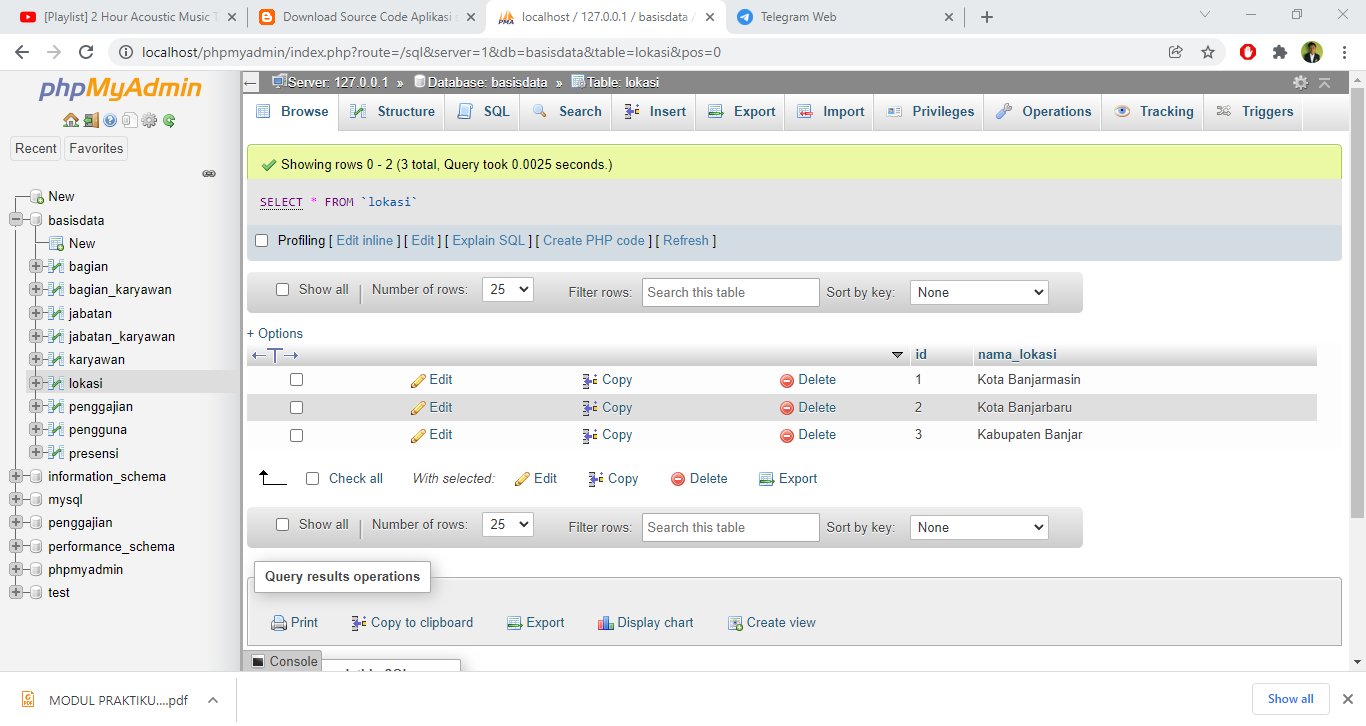 [Playlist] 2 Hour Acoustic Music T
Download Source Code Aplikasi
localhost / 127.0.0.1 / basisdata /
Telegram Web
localhost/phpmyadmin/index.php?route=/sql&server=1&db=basisdata&table=lokasi&pos=0
phpMyAdmin
Recent
Favorites
New
basisdata
New
bagian
bagian_karyawan
jabatan
jabatan_karyawan
karyawan
lokasi
penggajian
pengguna
presensi
information_schema
mysql
penggajian
performance_schema
phpmyadmin
test
Server: 127.0.0.1 » Database: basisdata » Table: lokasi
Browse Structure SQL Search Insert Export Import Privileges Operations Tracking Triggers
Showing rows 0 - 2 (3 total, Query took 0.0025 seconds.)
SELECT * FROM `lokasi`
Profiling [ Edit inline ] [ Edit ] [ Explain SQL ] [ Create PHP code ] [ Refresh ]
Show all Number of rows: 25 Filter rows: Search this table Sort by key: None
+ Options
←T→ id nama_lokasi
Edit Copy Delete 1 Kota Banjarmasin
Edit Copy Delete 2 Kota Banjarbaru
Edit Copy Delete 3 Kabupaten Banjar
Check all With selected: Edit Copy Delete Export
Show all Number of rows: 25 Filter rows: Search this table Sort by key: None
Query results operations
Print Copy to clipboard Export Display chart Create view
Console
MODUL PRAKTIKU....pdf
Show all